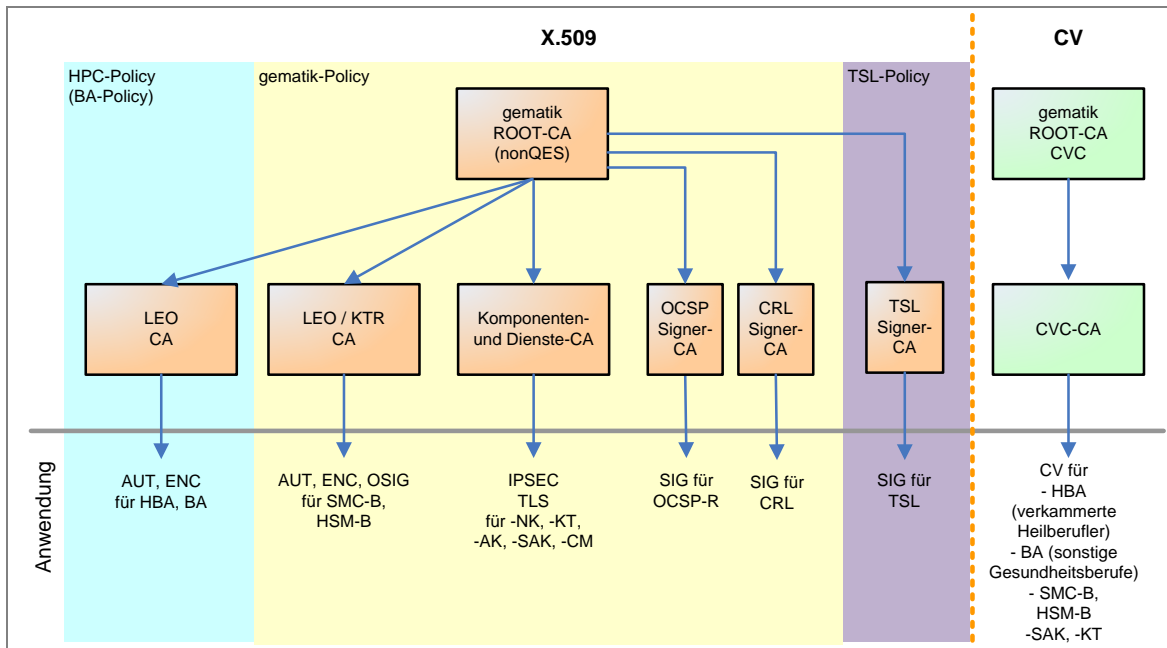 X.509
CV
HPC-Policy
(BA-Policy)
gematik-Policy
TSL-Policy
gematik
ROOT-CA
(nonQES)
gematik
ROOT-CA
CVC
LEO
CA
LEO / KTR
CA
Komponenten-
und Dienste-CA
OCSP
Signer-
CA
CRL
Signer-
CA
TSL
Signer-
CA
CVC-CA
Anwendung
AUT, ENC
für HBA, BA
AUT, ENC, OSIG
für SMC-B,
HSM-B
IPSEC
TLS
für -NK, -KT,
-AK, -SAK, -CM
SIG für
OCSP-R
SIG für
CRL
SIG für
TSL
CV für
- HBA
(verkammerte
Heilberufler)
- BA (sonstige
Gesundheitsberufe)
- SMC-B,
HSM-B
-SAK, -KT